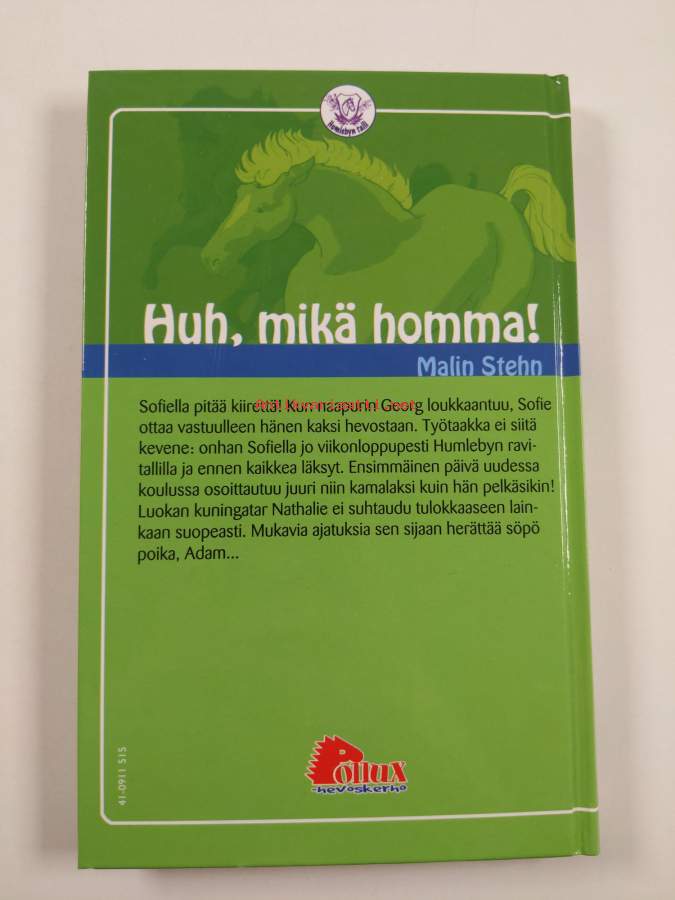 Humlebyn talli
Huh, mikä homma!
Malin Stehn
Sofiella pitää kiirettä! Kun naapurin Georg loukkaantuu, Sofie
ottaa vastuulleen hänen kaksi hevostaan. Työtaakka ei siitä
kevene: onhan Sofiella jo viikonloppupesti Humlebyn ravi-
tallilla ja ennen kaikkea läksyt. Ensimmäinen päivä uudessa
koulussa osoittautuu juuri niin kamalaksi kuin hän pelkäsikin!
Luokan kuningatar Nathalie ei suhtaudu tulokkaaseen lain-
kaan suopeasti. Mukavia ajatuksia sen sijaan herättää söpö
poika, Adam...
Pollux
-hevoskerho
41-0911 515